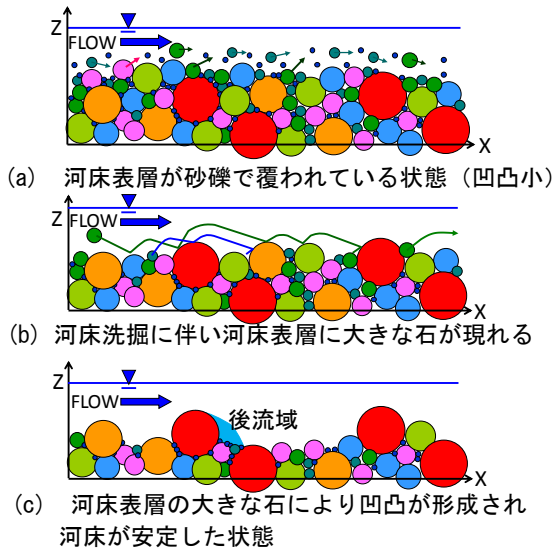 Z
FLOW
X
(a) 河床表層が砂礫で覆われている状態（凹凸小）
Z
FLOW
X
(b) 河床洗掘に伴い河床表層に大きな石が現れる
Z
FLOW
後流域
X
(c) 河床表層の大きな石により凹凸が形成され
河床が安定した状態